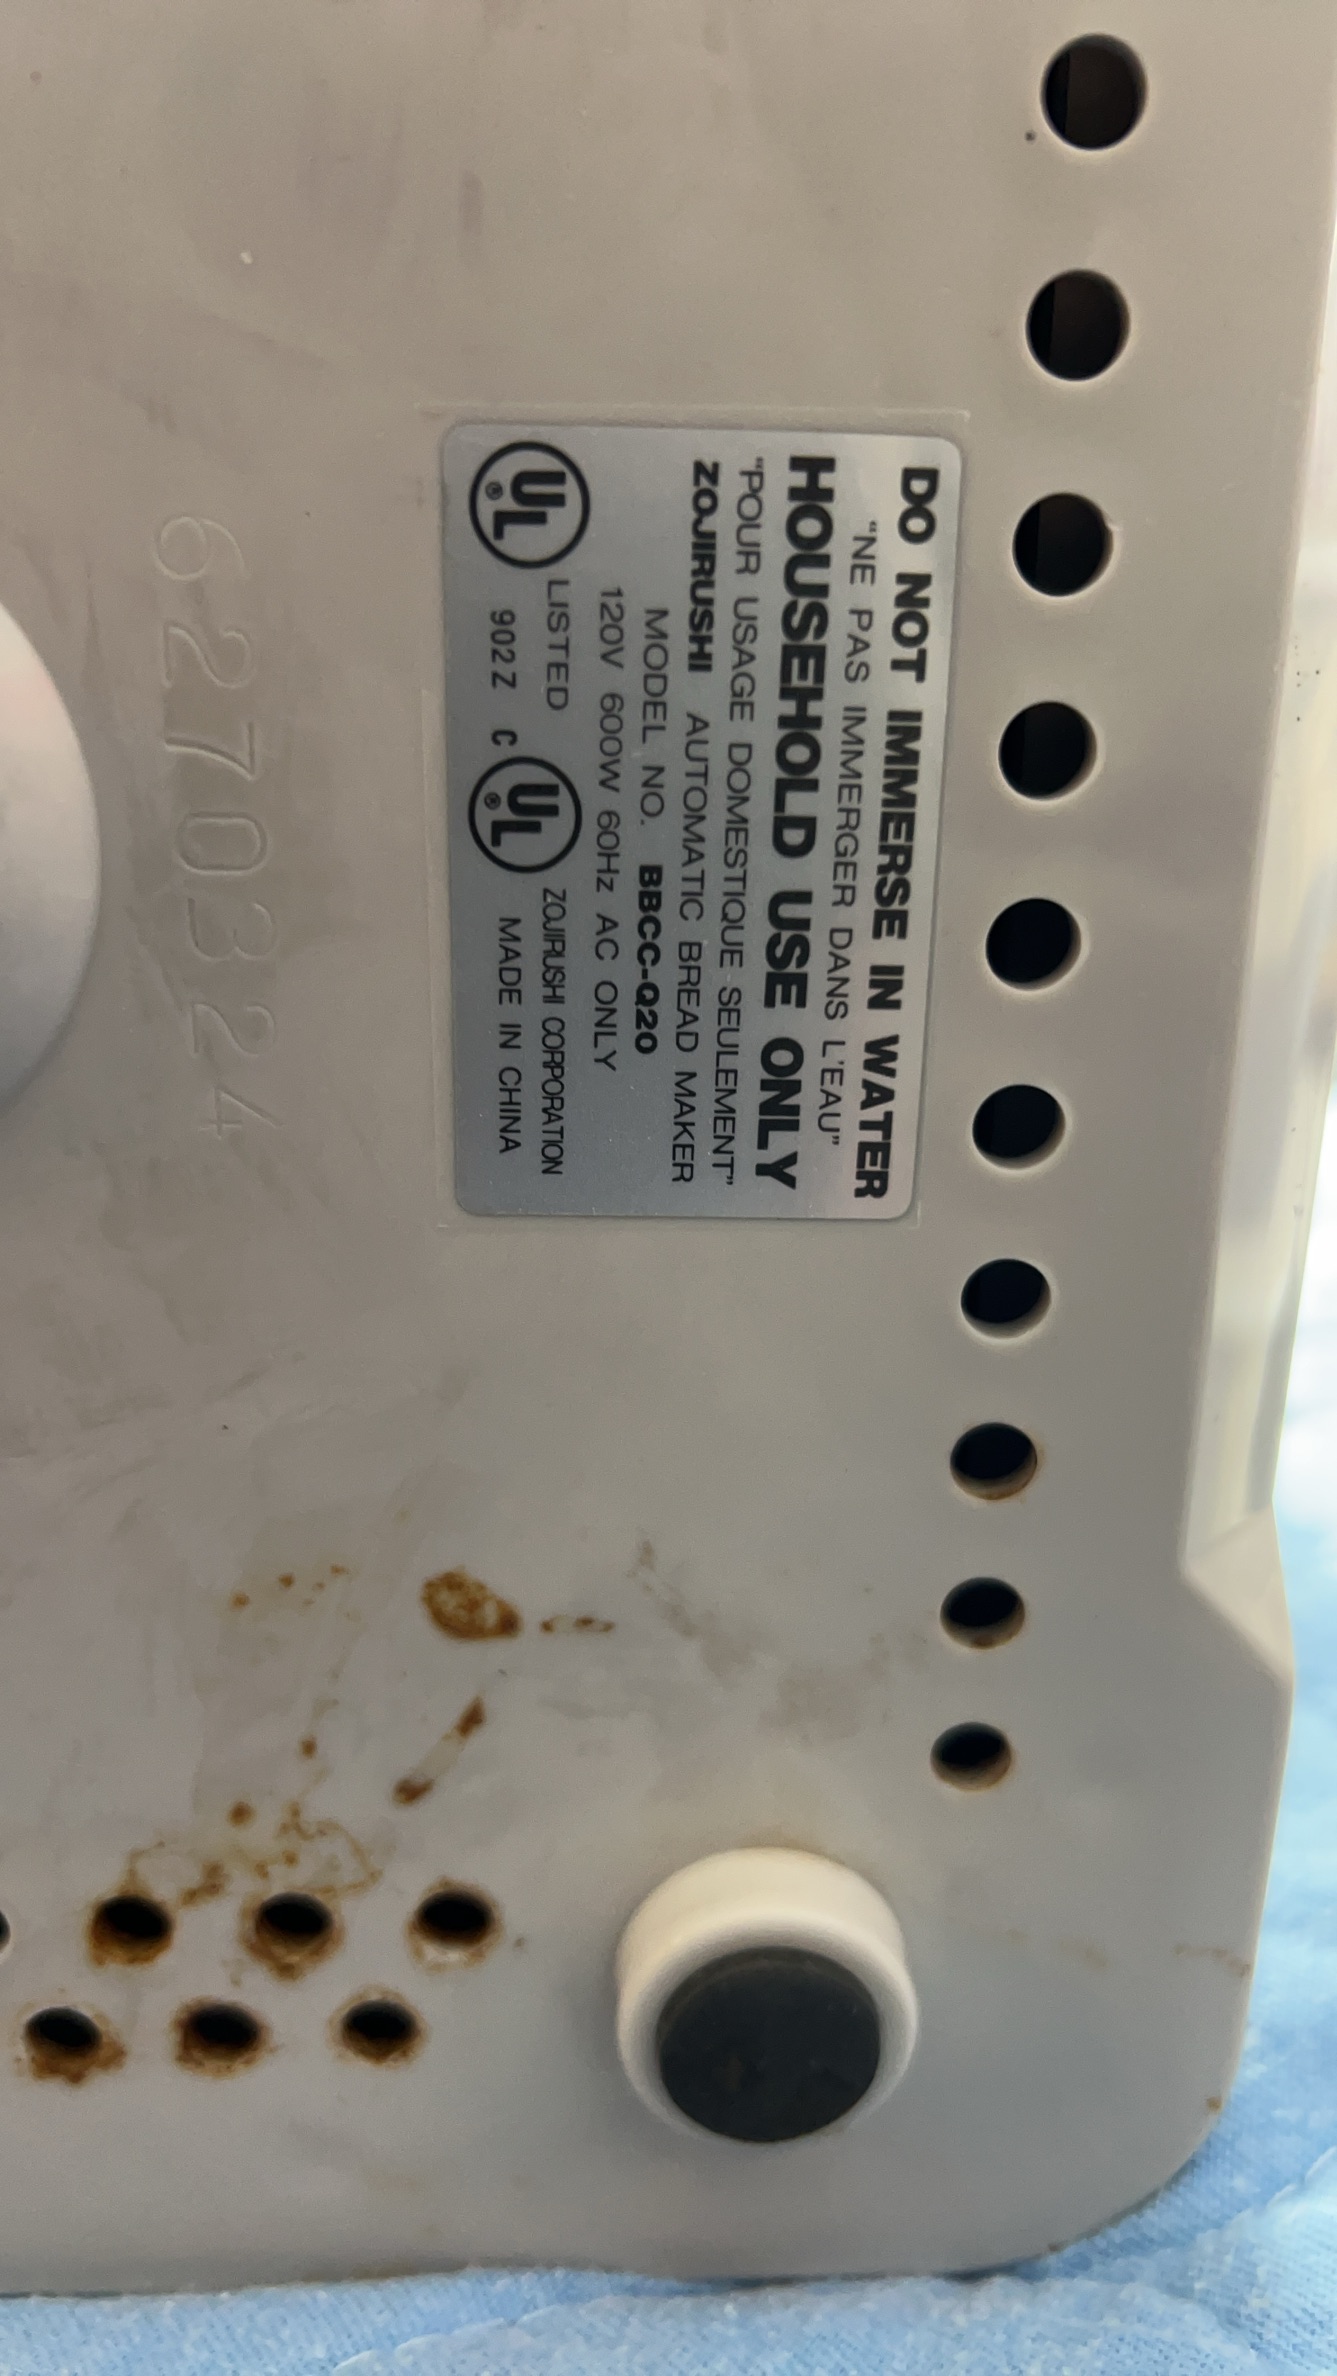 DO NOT IMMERSE IN WATER
"NE PAS IMMERGER DANS L'EAU"
HOUSEHOLD USE ONLY
"POUR USAGE DOMESTIQUE SEULEMENT"
ZOJIRUSHI AUTOMATIC BREAD MAKER
MODEL NO. BBCC-Q20
120V 600W 60Hz AC ONLY
UL® LISTED C UL® ZOJIRUSHI CORPORATION
902Z MADE IN CHINA
6270324